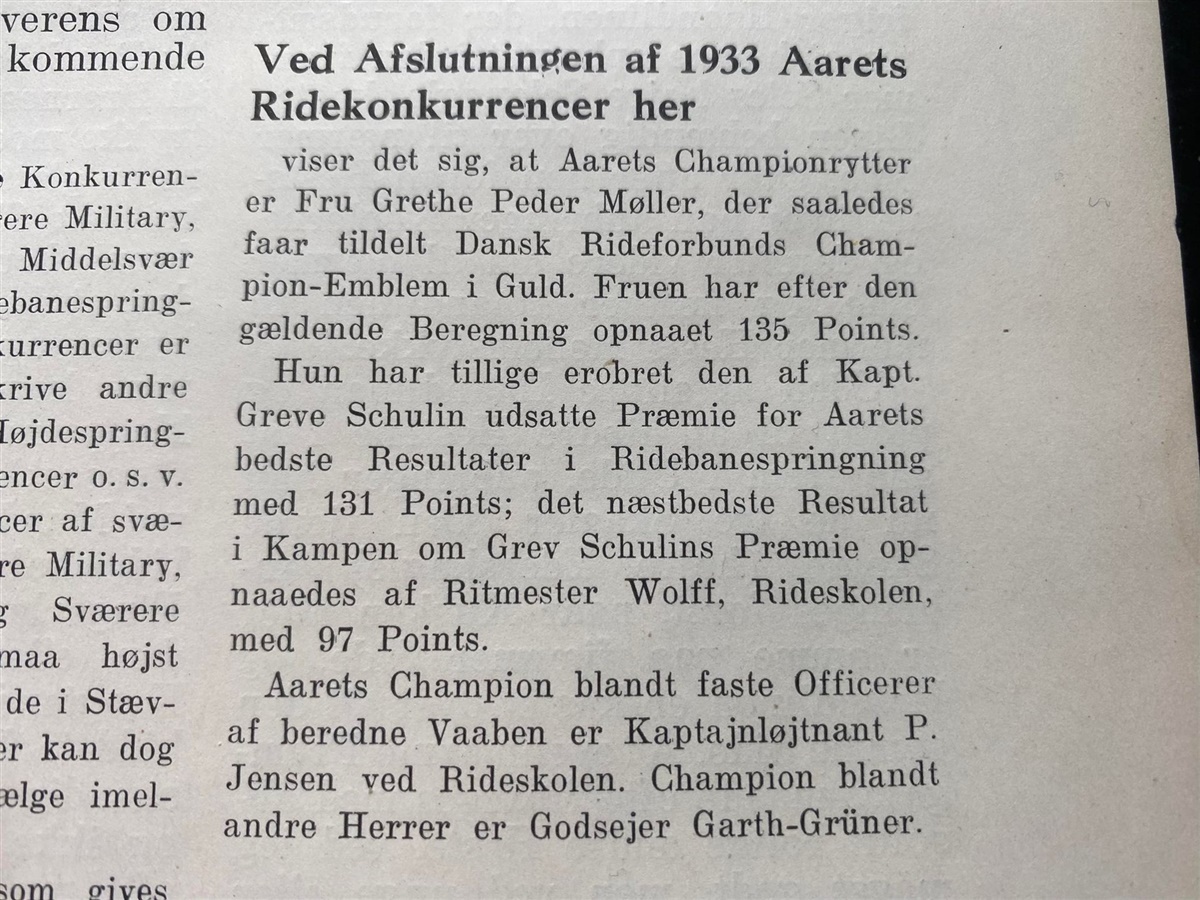 verens om
kommende
Konkurren-
Military,
Middelsvær
er
andre
o. s. v.
af svæ-
Military,
Sværere
maa højst
de i Stæv-
kan dog
imel-
som gives
Ved Afslutningen af 1933 Aarets
Ridekonkurrencer her
viser det sig, at Aarets Championrytter
er Fru Grethe Peder Møller, der saaledes
faar tildelt Dansk Rideforbunds Cham-
pion-Emblem i Guld. Fruen har efter den
gældende Beregning opnaaet 135 Points.
Hun har tillige erobret den af Kapt.
Greve Schulin udsatte Præmie for Aarets
bedste Resultater i Ridebanespringning
med 131 Points; det næstbedste Resultat
i Kampen om Grev Schulins Præmie op-
naaedes af Ritmester Wolff, Rideskolen,
med 97 Points.
Aarets Champion blandt faste Officerer
af beredne Vaaben er Kaptajnløjtnant P.
Jensen ved Rideskolen. Champion blandt
andre Herrer er Godsejer Garth-Grüner.